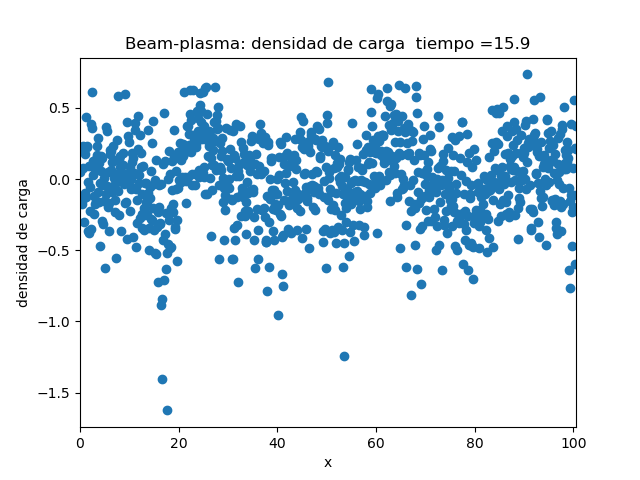 Beam-plasma: densidad de carga  tiempo =15.9
densidad de carga
0.5
0.0
−0.5
−1.0
−1.5
0 20 40 60 80 100
x